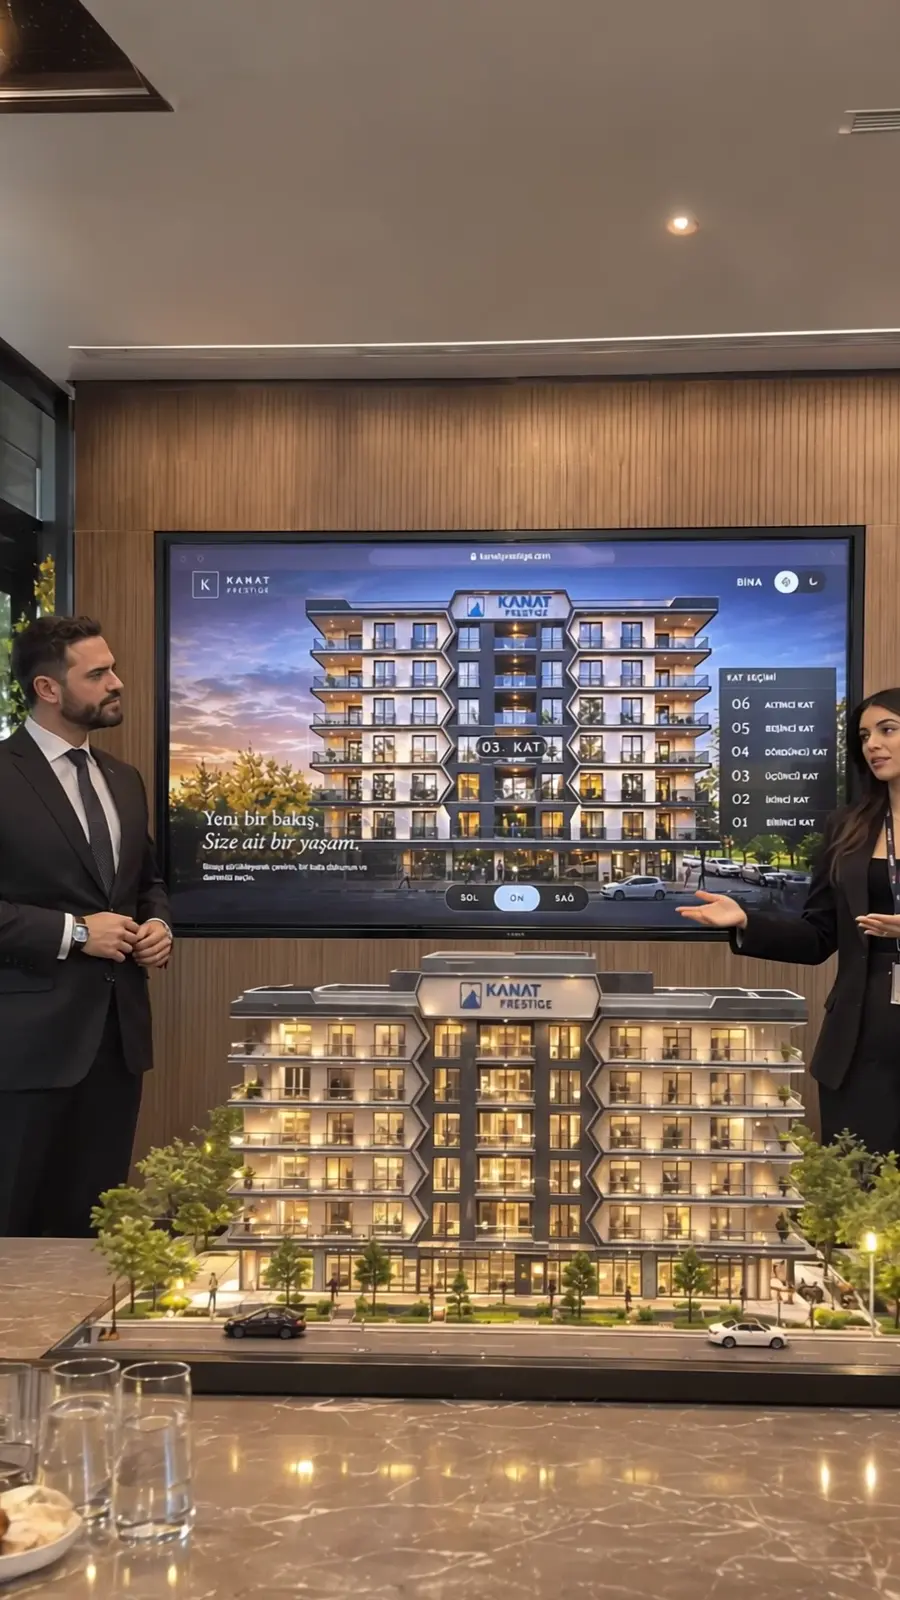 kanatprestige.com
K KANAT
PRESTIGE
BİNA
KANAT
PRESTIGE
KAT SEÇİMİ
06 ALTINCI KAT
05 BEŞİNCİ KAT
04 DÖRDÜNCÜ KAT
03 ÜÇÜNCÜ KAT
02 İKİNCİ KAT
01 BİRİNCİ KAT
03. KAT
Yeni bir bakış.
Size ait bir yaşam.
SOL ÖN SAĞ
KANAT
PRESTIGE